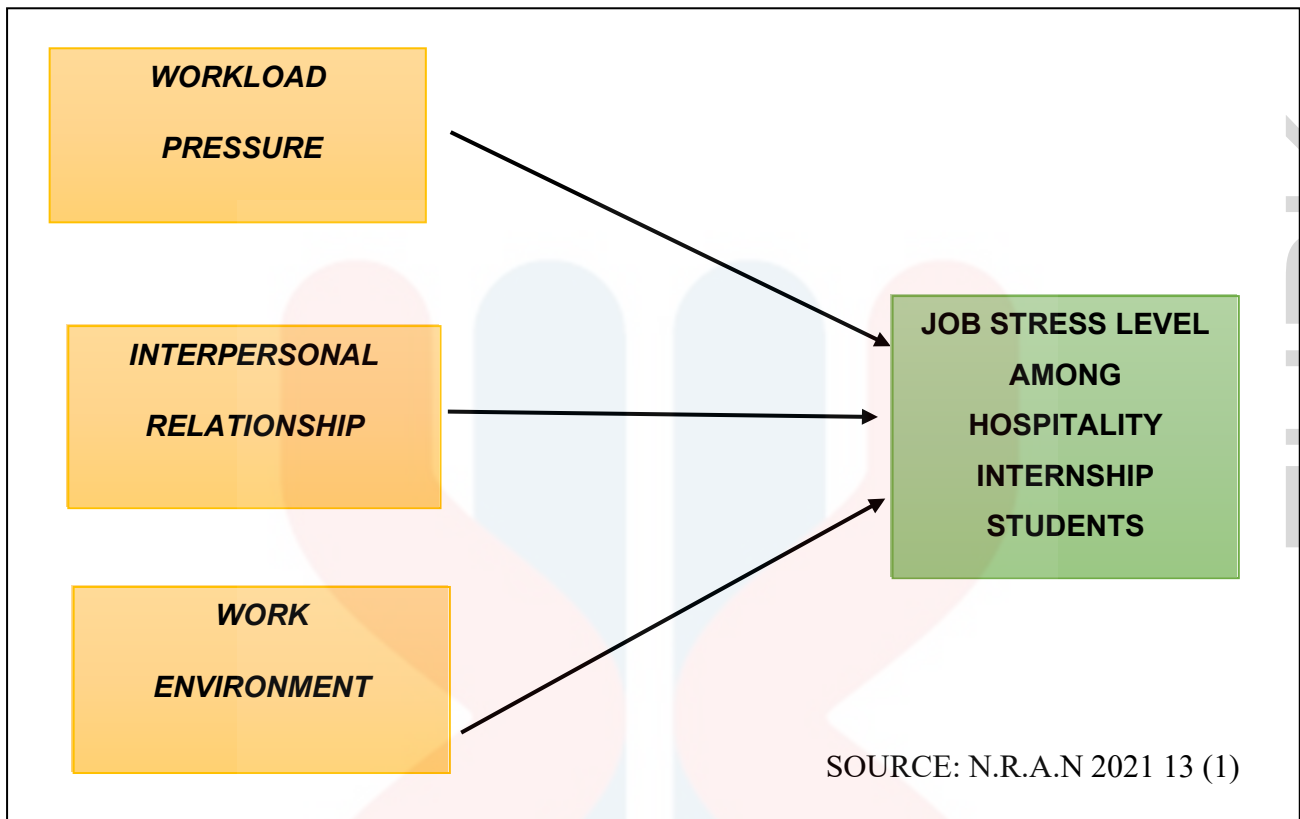 WORKLOAD
PRESSURE
INTERPERSONAL
RELATIONSHIP
WORK
ENVIRONMENT
JOB STRESS LEVEL
AMONG
HOSPITALITY
INTERNSHIP
STUDENTS
SOURCE: N.R.A.N 2021 13 (1)